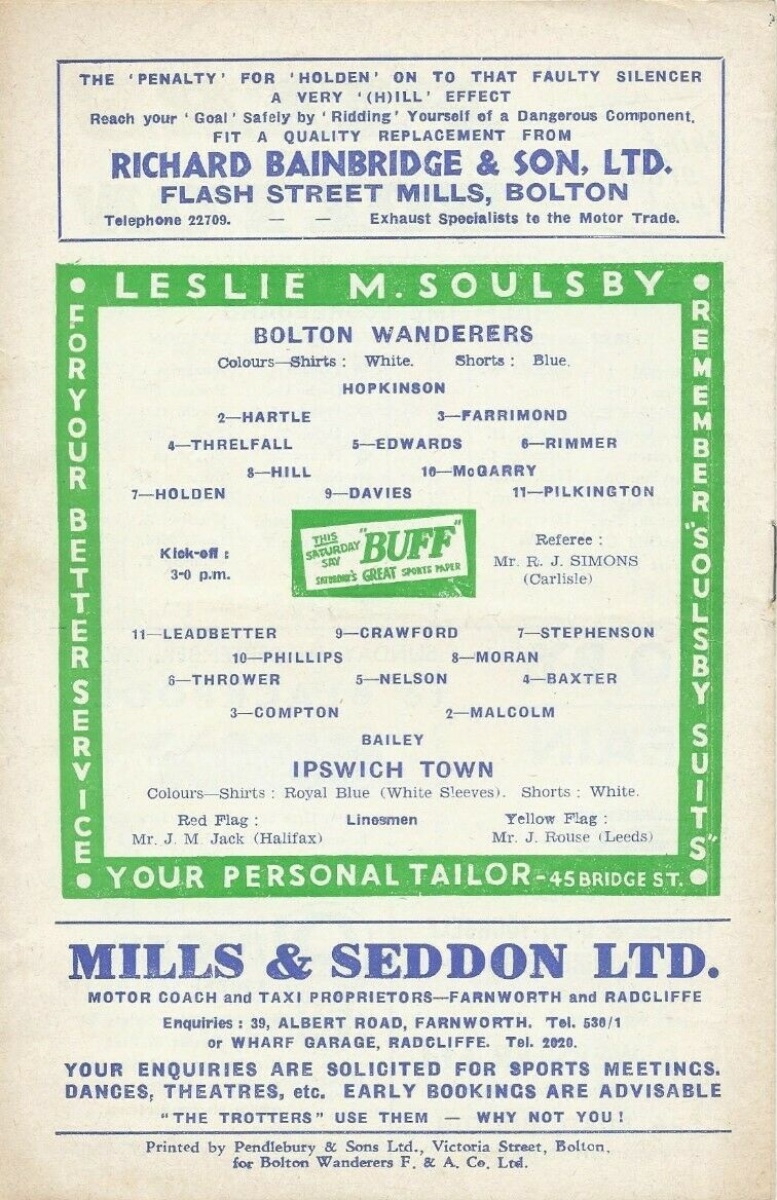 THE 'PENALTY' FOR 'HOLDEN' ON TO THAT FAULTY SILENCER
A VERY '(H)ILL' EFFECT
Reach your 'Goal' Safely by 'Ridding' Yourself of a Dangerous Component.
FIT A QUALITY REPLACEMENT FROM
RICHARD BAINBRIDGE & SON, LTD.
FLASH STREET MILLS, BOLTON
Telephone 22709. — — Exhaust Specialists to the Motor Trade.
LESLIE M. SOULSBY
FOR YOUR BETTER SERVICE
REMEMBER "SOULSBY SUITS"
BOLTON WANDERERS
Colours—Shirts : White. Shorts : Blue.
HOPKINSON
2—HARTLE 3—FARRIMOND
4—THRELFALL 5—EDWARDS 6—RIMMER
8—HILL 10—McGARRY
7—HOLDEN 9—DAVIES 11—PILKINGTON
Kick-off :
3-0 p.m.
THIS SATURDAY SAY "BUFF"
SATURDAY'S GREAT SPORTS PAPER
Referee :
Mr. R. J. SIMONS
(Carlisle)
11—LEADBETTER 9—CRAWFORD 7—STEPHENSON
10—PHILLIPS 8—MORAN
6—THROWER 5—NELSON 4—BAXTER
3—COMPTON 2—MALCOLM
BAILEY
IPSWICH TOWN
Colours—Shirts : Royal Blue (White Sleeves). Shorts : White.
Red Flag : Linesmen Yellow Flag :
Mr. J. M. Jack (Halifax) Mr. J. Rouse (Leeds)
YOUR PERSONAL TAILOR - 45 BRIDGE ST.
MILLS & SEDDON LTD.
MOTOR COACH and TAXI PROPRIETORS—FARNWORTH and RADCLIFFE
Enquiries : 39, ALBERT ROAD, FARNWORTH. Tel. 530/1
or WHARF GARAGE, RADCLIFFE. Tel. 2020.
YOUR ENQUIRIES ARE SOLICITED FOR SPORTS MEETINGS.
DANCES, THEATRES, etc. EARLY BOOKINGS ARE ADVISABLE
"THE TROTTERS" USE THEM — WHY NOT YOU!
Printed by Pendlebury & Sons Ltd., Victoria Street, Bolton,
for Bolton Wanderers F. & A. Co. Ltd.